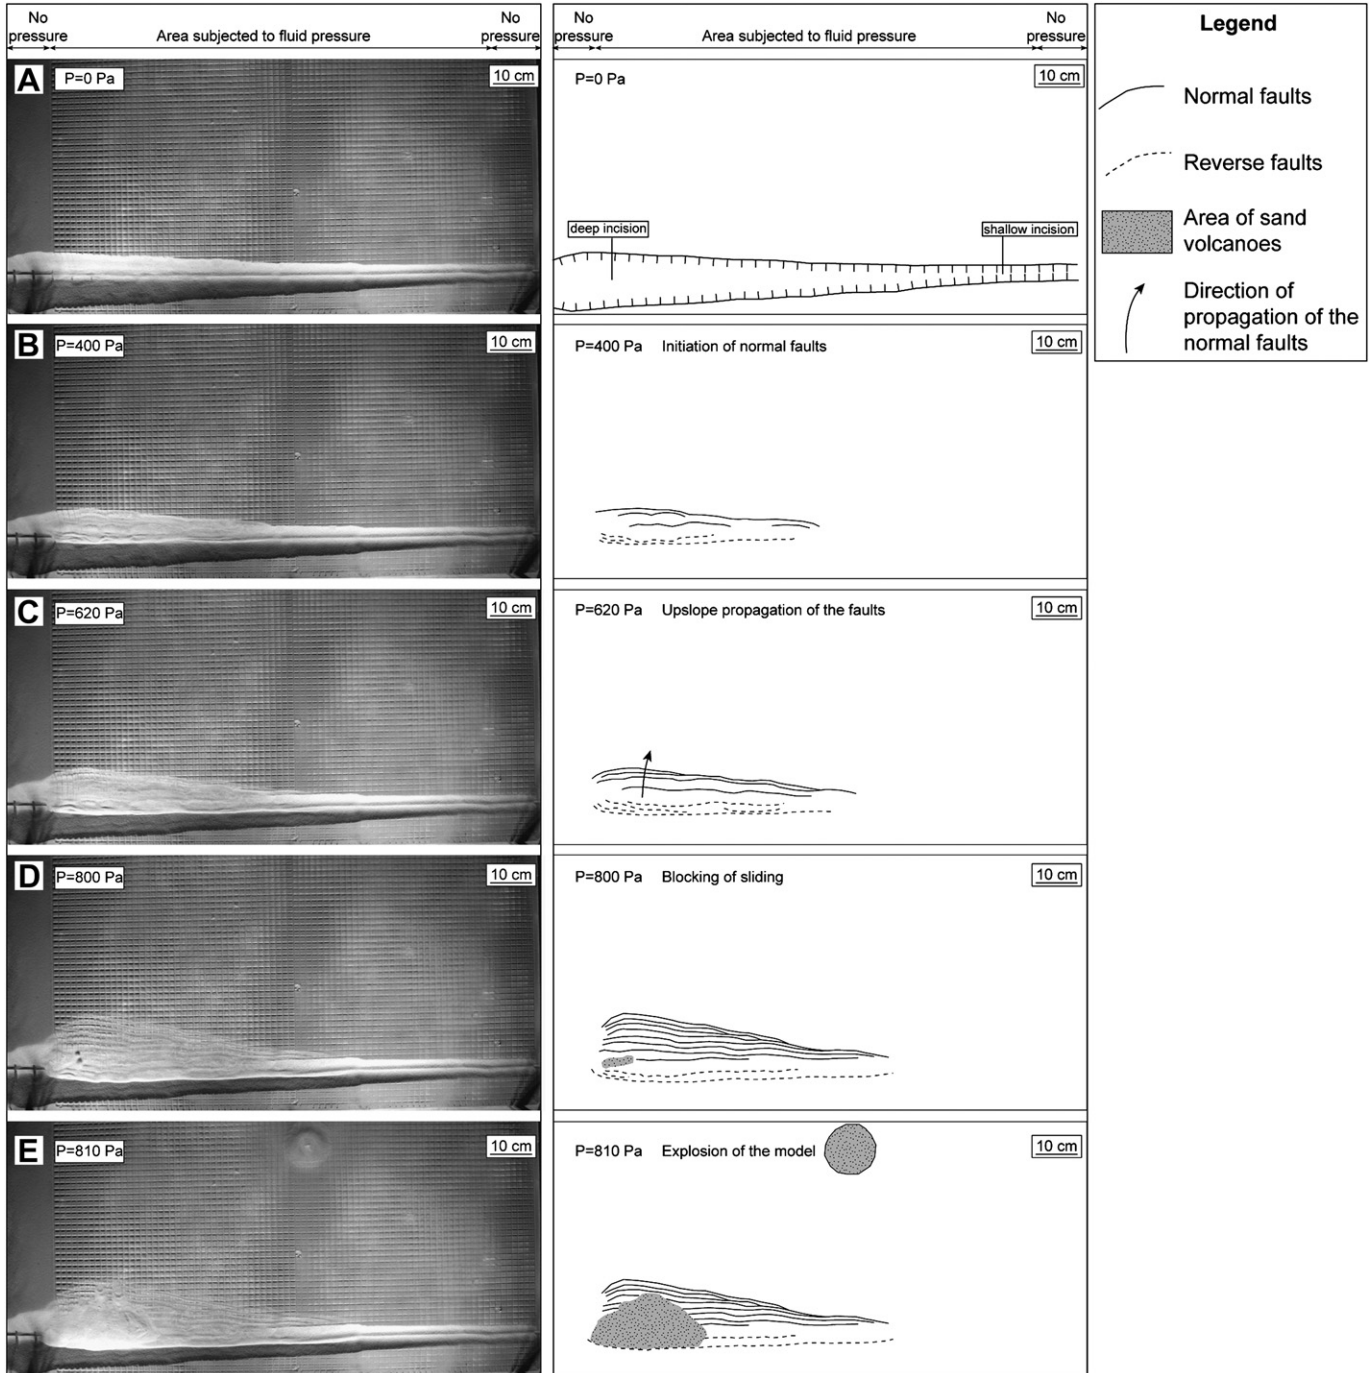 No pressure
Area subjected to fluid pressure
No pressure
No pressure
Area subjected to fluid pressure
No pressure
Legend
Normal faults
Reverse faults
Area of sand
volcanoes
Direction of
propagation of the
normal faults
A
P=0 Pa
10 cm
P=0 Pa
10 cm
deep incision
shallow incision
B
P=400 Pa
10 cm
P=400 Pa Initiation of normal faults
10 cm
C
P=620 Pa
10 cm
P=620 Pa Upslope propagation of the faults
10 cm
D
P=800 Pa
10 cm
P=800 Pa Blocking of sliding
10 cm
E
P=810 Pa
10 cm
P=810 Pa Explosion of the model
10 cm